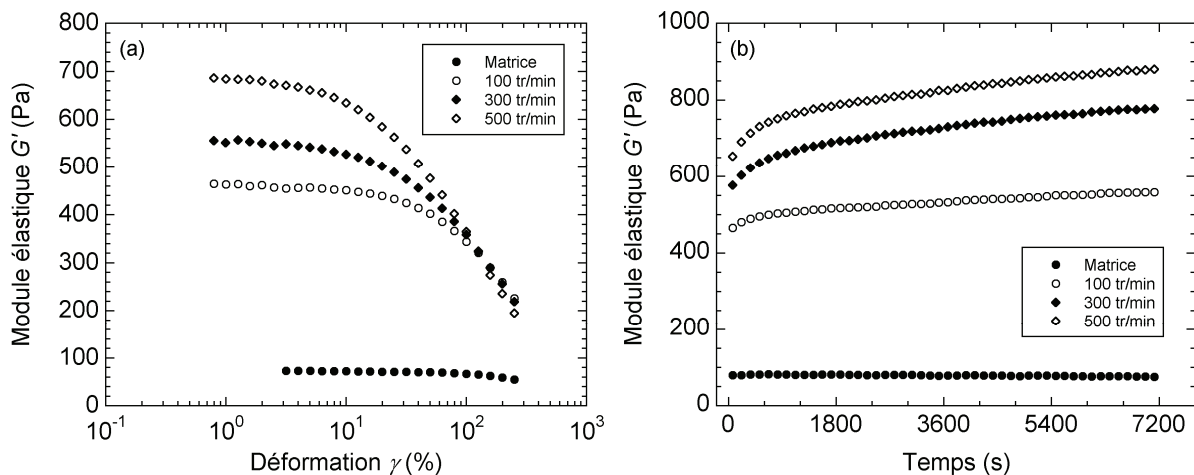 (a)
Module élastique G′ (Pa)
800
700
600
500
400
300
200
100
0
10⁻¹ 10⁰ 10¹ 10² 10³
Déformation γ (%)
Matrice
100 tr/min
300 tr/min
500 tr/min
(b)
Module élastique G′ (Pa)
1000
800
600
400
200
0
0 1800 3600 5400 7200
Temps (s)
Matrice
100 tr/min
300 tr/min
500 tr/min